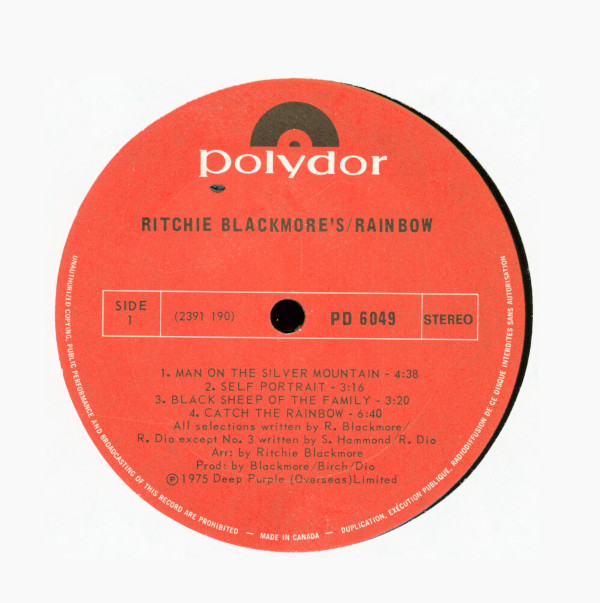 polydor
RITCHIE BLACKMORE'S/RAINBOW
SIDE 1
(2391 190)
PD 6049
STEREO
1. MAN ON THE SILVER MOUNTAIN - 4:38
2. SELF PORTRAIT - 3:16
3. BLACK SHEEP OF THE FAMILY - 3:20
4. CATCH THE RAINBOW - 6:40
All selections written by R. Blackmore
R. Dio except No. 3 written by S. Hammond/R. Dio
Arr: by Ritchie Blackmore
Prod: by Blackmore/Birch/Dio
℗ 1975 Deep Purple (Overseas) Limited
UNAUTHORIZED COPYING, PUBLIC PERFORMANCE AND BROADCASTING OF THIS RECORD ARE PROHIBITED — MADE IN CANADA — DUPLICATION, EXÉCUTION PUBLIQUE, RADIODIFFUSION DE CE DISQUE INTERDITES SANS AUTORISATION